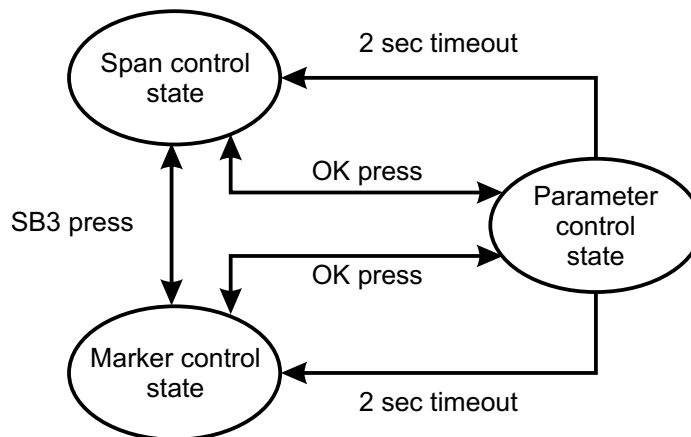 2 sec timeout
Span control
state
OK press
Parameter
control
state
SB3 press
OK press
Marker control
state
2 sec timeout